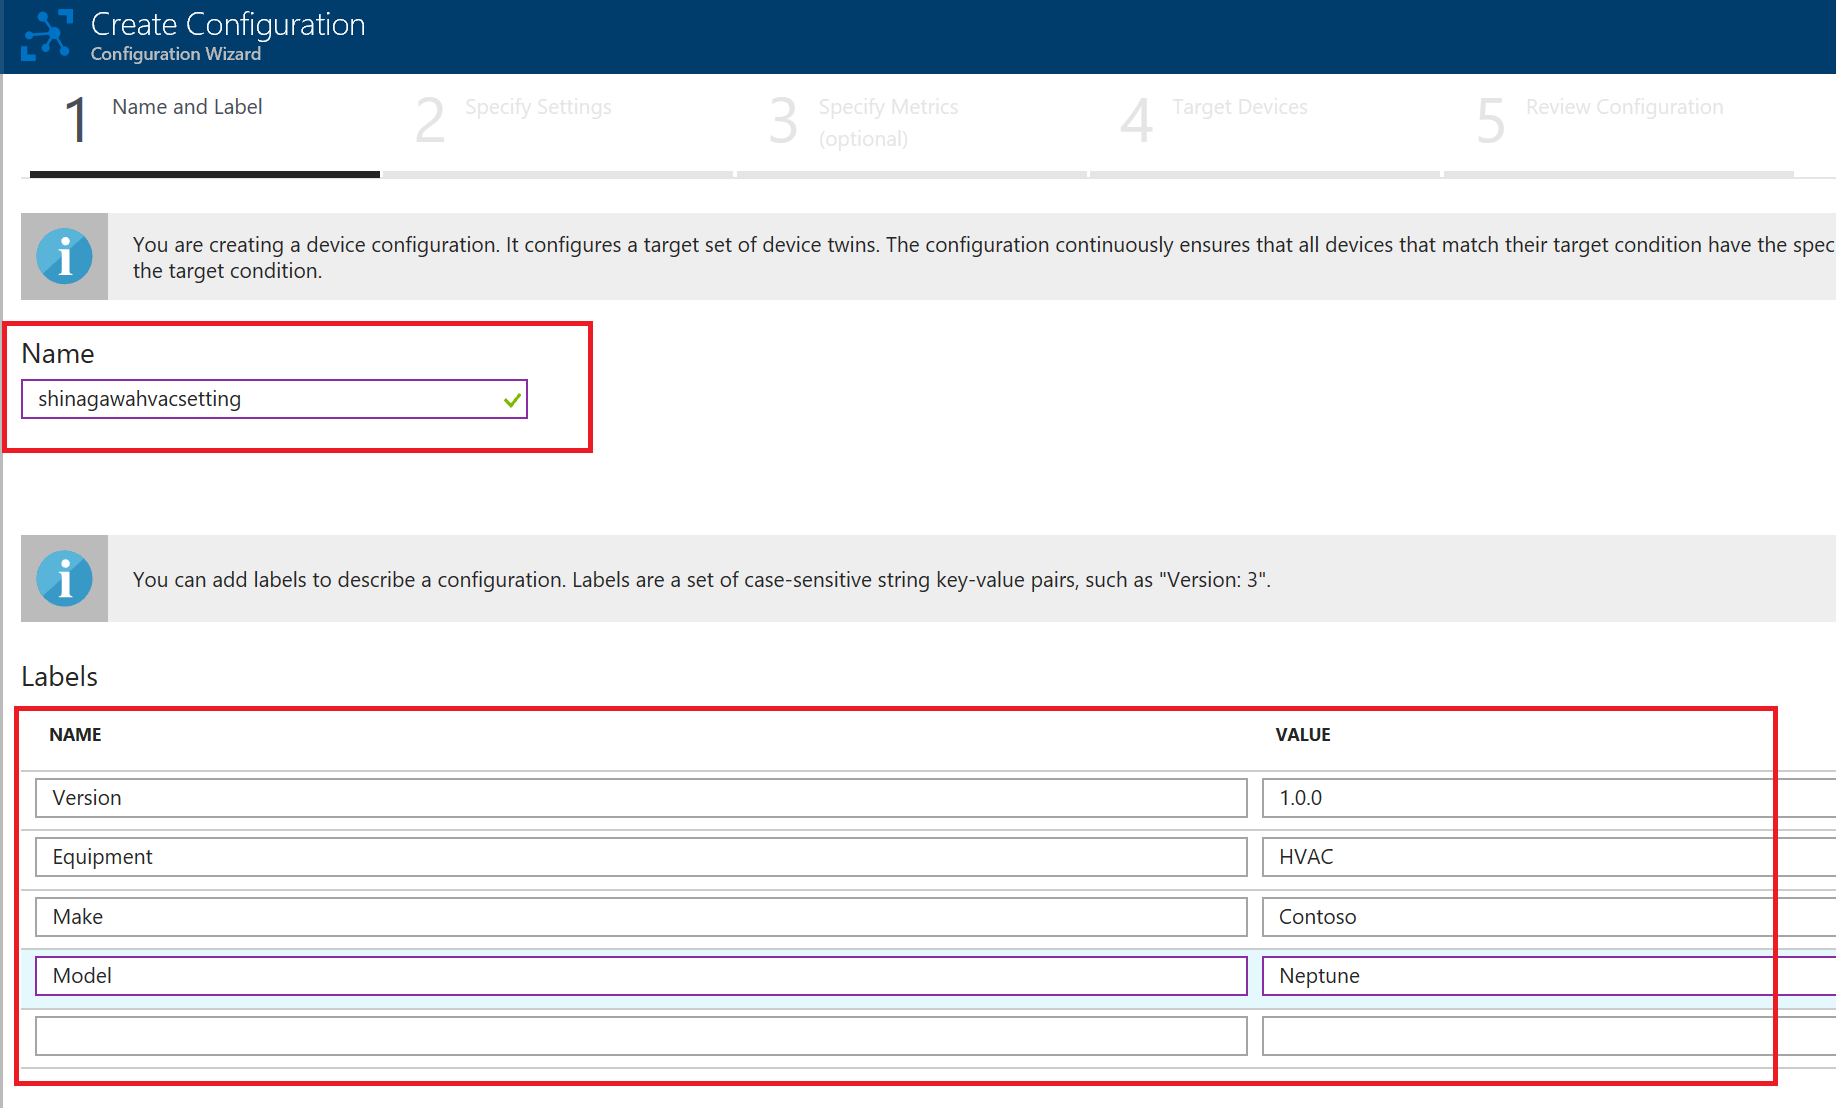 Create Configuration
Configuration Wizard
1 Name and Label
2 Specify Settings
3 Specify Metrics
(optional)
4 Target Devices
5 Review Configuration
You are creating a device configuration. It configures a target set of device twins. The configuration continuously ensures that all devices that match their target condition have the spec
the target condition.
Name
shinagawahvacsetting
You can add labels to describe a configuration. Labels are a set of case-sensitive string key-value pairs, such as "Version: 3".
Labels
NAME VALUE
Version 1.0.0
Equipment HVAC
Make Contoso
Model Neptune